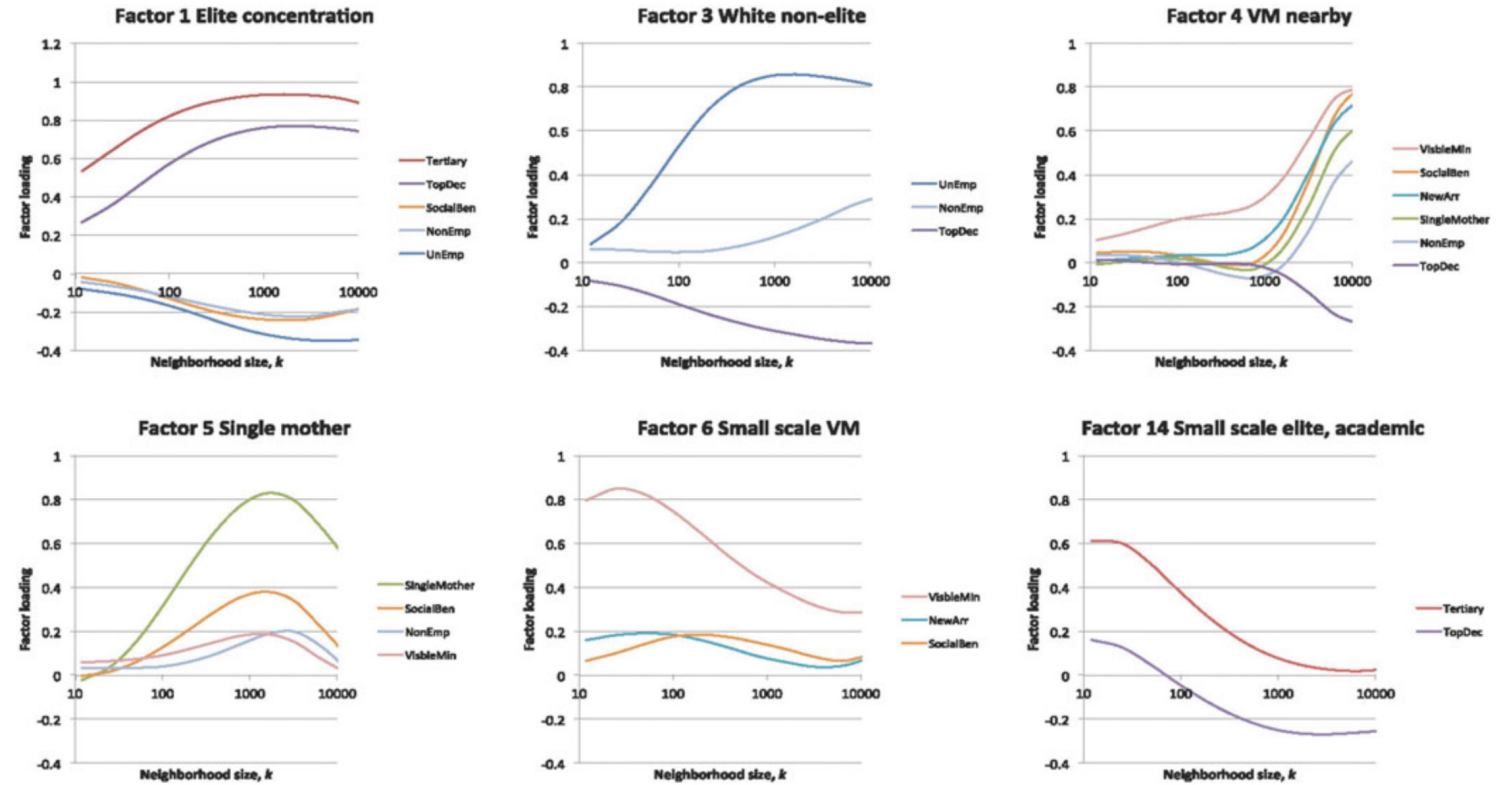 Factor 1 Elite concentration
1.2
1
0.8
0.6
0.4
0.2
0
-0.2
-0.4
10
100
1000
10000
Factor loading
Neighborhood size, k
Tertiary
TopDec
SocialBen
NonEmp
UnEmp
Factor 3 White non-elite
1
0.8
0.6
0.4
0.2
0
-0.2
-0.4
10
100
1000
10000
Factor loading
Neighborhood size, k
UnEmp
NonEmp
TopDec
Factor 4 VM nearby
1
0.8
0.6
0.4
0.2
0
-0.2
-0.4
10
100
1000
10000
Factor loading
Neighborhood size, k
VisbleMin
SocialBen
NewArr
SingleMother
NonEmp
TopDec
Factor 5 Single mother
1
0.8
0.6
0.4
0.2
0
-0.2
-0.4
10
100
1000
10000
Factor loading
Neighborhood size, k
SingleMother
SocialBen
NonEmp
VisbleMin
Factor 6 Small scale VM
1
0.8
0.6
0.4
0.2
0
-0.2
-0.4
10
100
1000
10000
Factor loading
Neighborhood size, k
VisbleMin
NewArr
SocialBen
Factor 14 Small scale elite, academic
1
0.8
0.6
0.4
0.2
0
-0.2
-0.4
10
100
1000
10000
Factor loading
Neighborhood size, k
Tertiary
TopDec